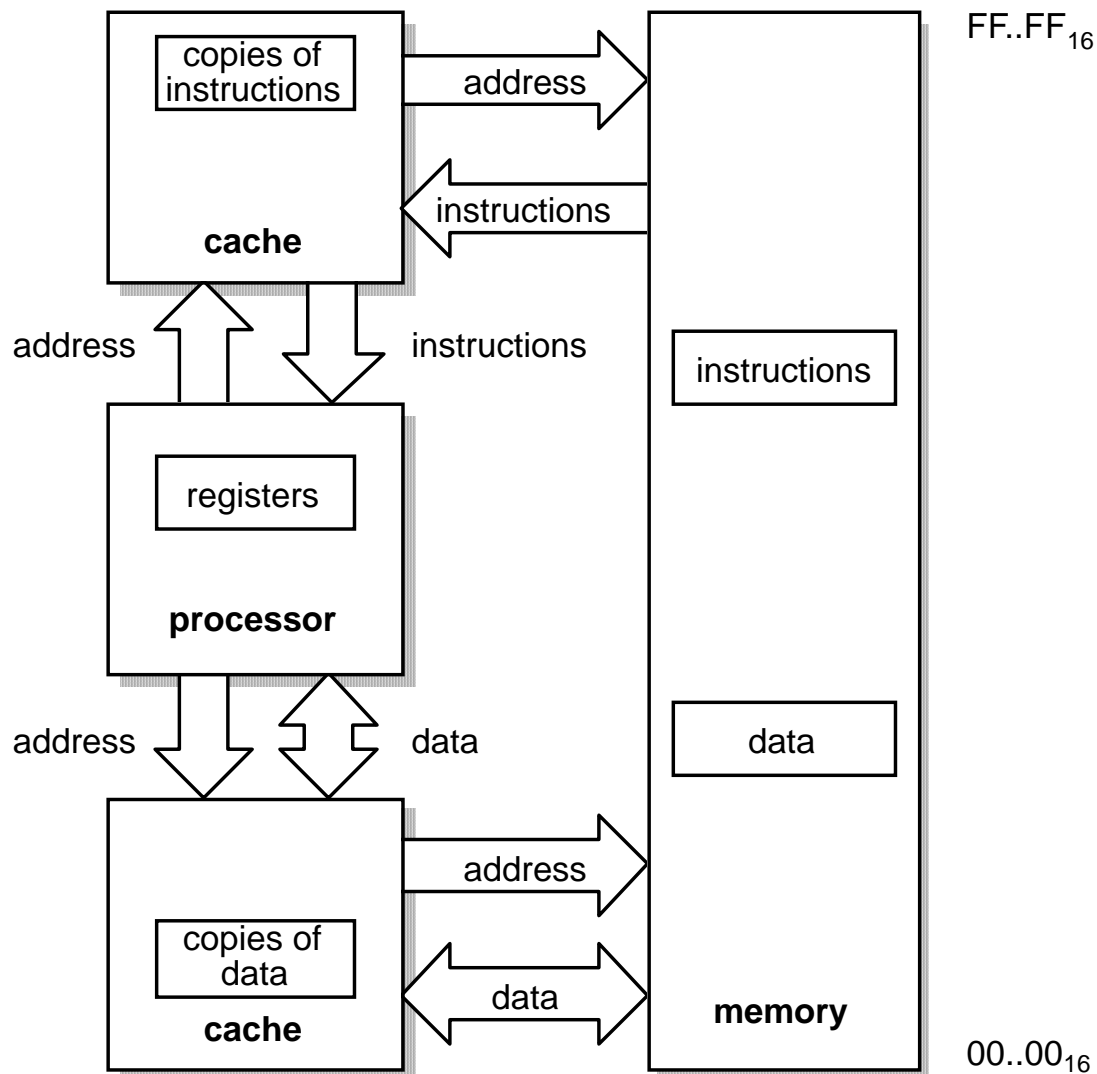 FF..FF16
copies of
instructions
address
instructions
cache
address
instructions
instructions
registers
processor
address
data
data
address
copies of
data
data
cache
memory
00..0016